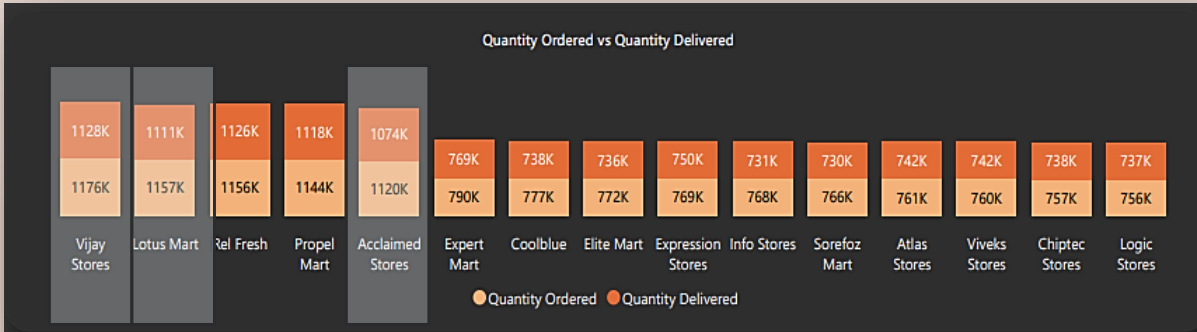 Quantity Ordered vs Quantity Delivered
1128K 1111K 1126K 1118K 1074K 769K 738K 736K 750K 731K 730K 742K 742K 738K 737K
1176K 1157K 1156K 1144K 1120K 790K 777K 772K 769K 768K 766K 761K 760K 757K 756K
Vijay Lotus Mart Rel Fresh Propel Acclaimed Expert Coolblue Elite Mart Expression Info Stores Sorefoz Atlas Viveks Chiptec Logic
Stores Mart Stores Mart Stores Mart Stores Stores Stores Stores
Quantity Ordered Quantity Delivered